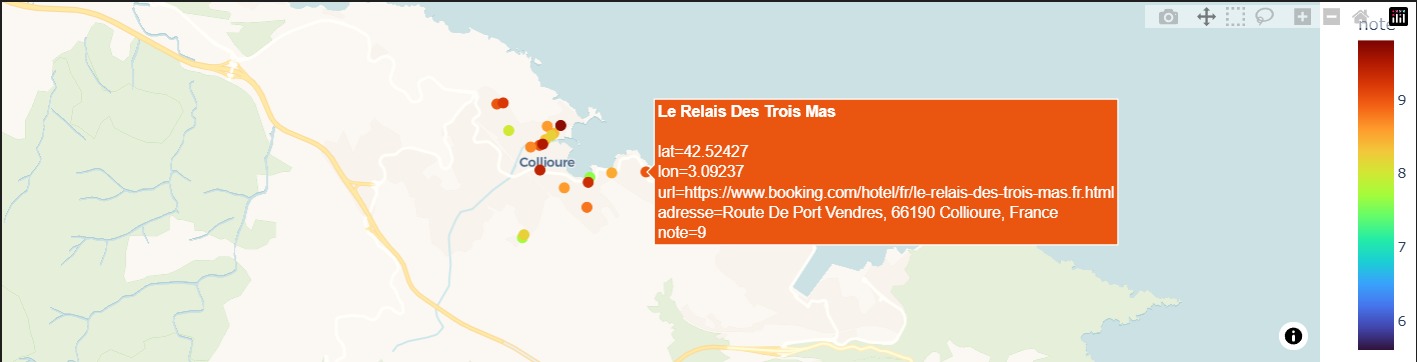 note
Le Relais Des Trois Mas
lat=42.52427
lon=3.09237
url=https://www.booking.com/hotel/fr/le-relais-des-trois-mas.fr.html
adresse=Route De Port Vendres, 66190 Collioure, France
note=9
Collioure
9
8
7
6